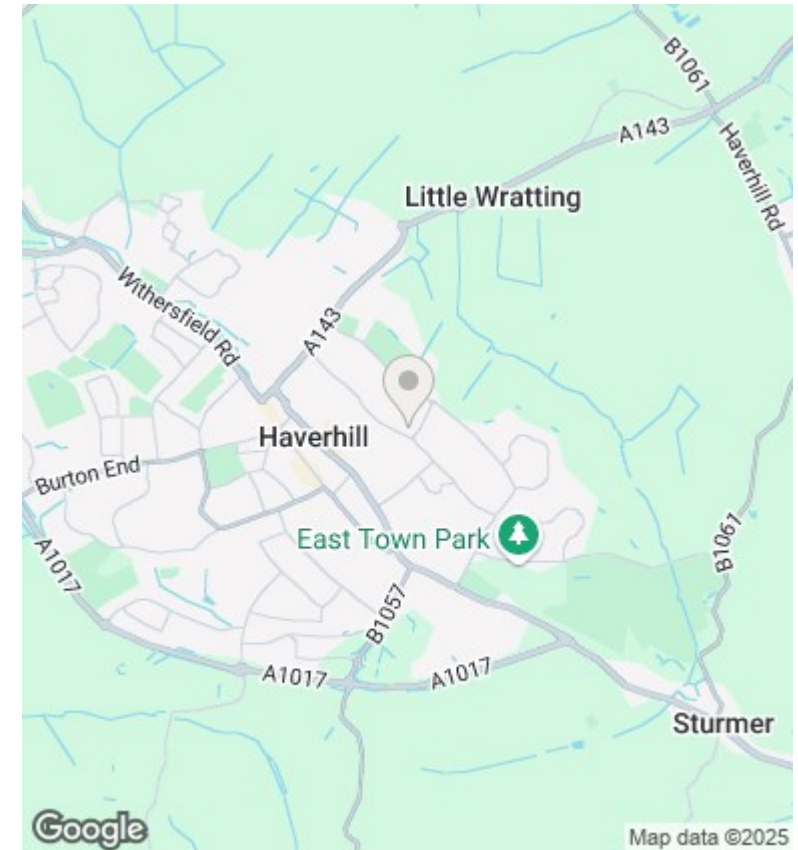 B1061
A143
Haverhill Rd
Little Wratting
Withersfield Rd
A143
Haverhill
Burton End
East Town Park
B1061
A1017
B1057
A1017
A1017
Sturmer
Google
Map data ©2025